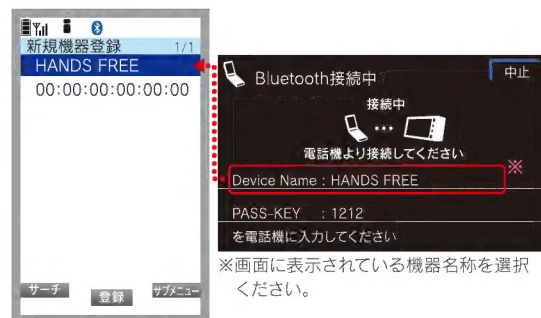 新規機器登録 1/1
HANDS FREE
00:00:00:00:00:00
サーチ
登録
サブメニュー
Bluetooth接続中
中止
接続中
電話機より接続してください
Device Name : HANDS FREE
※
PASS-KEY : 1212
を電話機に入力してください
※画面に表示されている機器名称を選択
ください。